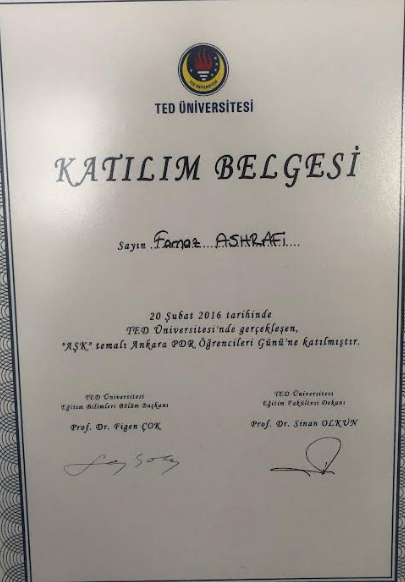 TED ÜNİVERSİTESİ
KATILIM BELGESİ
Sayın Farnaz ASHRAFI
20 Şubat 2016 tarihinde
TED Üniversitesi'nde gerçekleşen,
"AŞK" temalı Ankara PDR Öğrencileri Günü'ne katılmıştır.
TED Üniversitesi
Eğitim Bilimleri Bölüm Başkanı
Prof. Dr. Figen ÇOK
TED Üniversitesi
Eğitim Fakültesi Dekanı
Prof. Dr. Sinan OLKUN